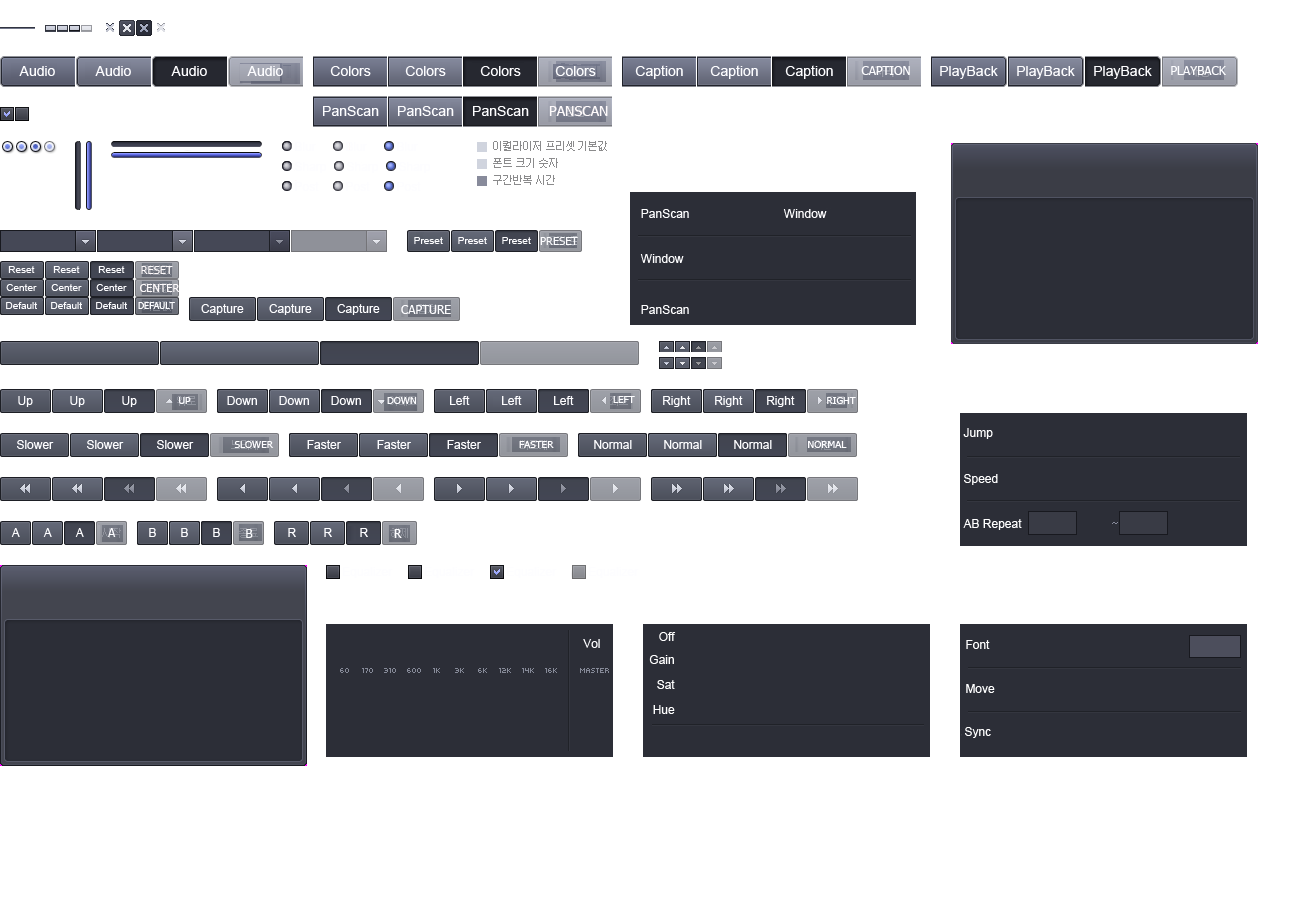 Audio Audio Audio Audio Colors Colors Colors Colors Caption Caption Caption CAPTION PlayBack PlayBack PlayBack PLAYBACK
PanScan PanScan PanScan PANSCAN
이퀄라이저 프리셋 기본값
폰트 크기 숫자
구간반복 시간
PanScan Window
Window
PanScan
Preset Preset Preset PRESET
Reset Reset Reset RESET
Center Center Center CENTER
Default Default Default DEFAULT
Capture Capture Capture CAPTURE
Up Up Up UP Down Down Down DOWN Left Left Left LEFT Right Right Right RIGHT
Slower Slower Slower SLOWER Faster Faster Faster FASTER Normal Normal Normal NORMAL
Jump
Speed
AB Repeat ~
A A A A B B B B R R R R
Vol
60 170 310 600 1K 3K 6K 12K 14K 16K MASTER
Off
Gain
Sat
Hue
Font
Move
Sync